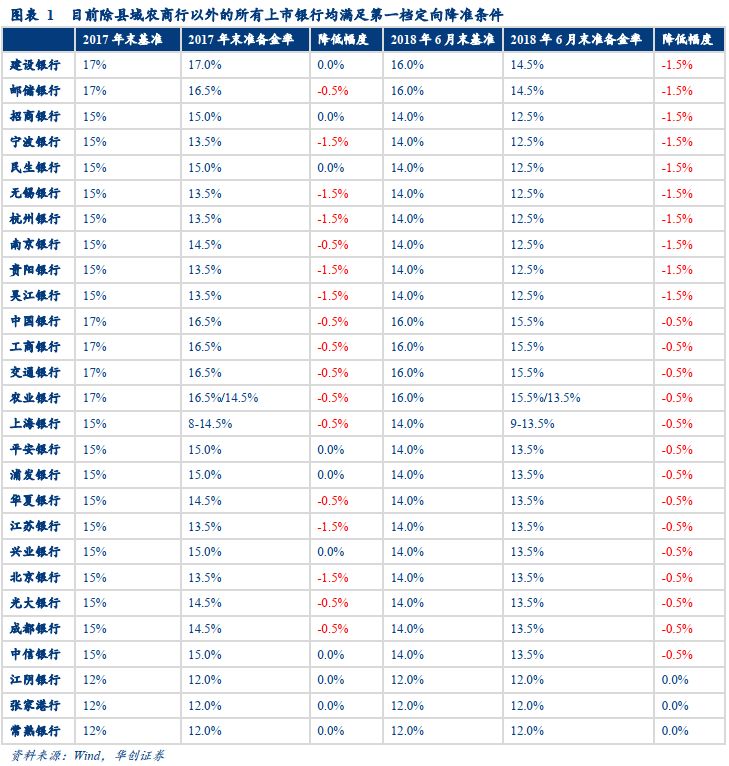 图表 1 目前除县域农商行以外的所有上市银行均满足第一档定向降准条件
2017 年末基准 2017 年末准备金率 降低幅度 2018 年 6 月末基准 2018 年 6 月末准备金率 降低幅度
建设银行 17% 17.0% 0.0% 16.0% 14.5% -1.5%
邮储银行 17% 16.5% -0.5% 16.0% 14.5% -1.5%
招商银行 15% 15.0% 0.0% 14.0% 12.5% -1.5%
宁波银行 15% 13.5% -1.5% 14.0% 12.5% -1.5%
民生银行 15% 15.0% 0.0% 14.0% 12.5% -1.5%
无锡银行 15% 13.5% -1.5% 14.0% 12.5% -1.5%
杭州银行 15% 13.5% -1.5% 14.0% 12.5% -1.5%
南京银行 15% 14.5% -0.5% 14.0% 12.5% -1.5%
贵阳银行 15% 13.5% -1.5% 14.0% 12.5% -1.5%
吴江银行 15% 13.5% -1.5% 14.0% 12.5% -1.5%
中国银行 17% 16.5% -0.5% 16.0% 15.5% -0.5%
工商银行 17% 16.5% -0.5% 16.0% 15.5% -0.5%
交通银行 17% 16.5% -0.5% 16.0% 15.5% -0.5%
农业银行 17% 16.5%/14.5% -0.5% 16.0% 15.5%/13.5% -0.5%
上海银行 15% 8-14.5% -0.5% 14.0% 9-13.5% -0.5%
平安银行 15% 15.0% 0.0% 14.0% 13.5% -0.5%
浦发银行 15% 15.0% 0.0% 14.0% 13.5% -0.5%
华夏银行 15% 14.5% -0.5% 14.0% 13.5% -0.5%
江苏银行 15% 13.5% -1.5% 14.0% 13.5% -0.5%
兴业银行 15% 15.0% 0.0% 14.0% 13.5% -0.5%
北京银行 15% 13.5% -1.5% 14.0% 13.5% -0.5%
光大银行 15% 14.5% -0.5% 14.0% 13.5% -0.5%
成都银行 15% 14.5% -0.5% 14.0% 13.5% -0.5%
中信银行 15% 15.0% 0.0% 14.0% 13.5% -0.5%
江阴银行 12% 12.0% 0.0% 12.0% 12.0% 0.0%
张家港行 12% 12.0% 0.0% 12.0% 12.0% 0.0%
常熟银行 12% 12.0% 0.0% 12.0% 12.0% 0.0%
资料来源：Wind，华创证券